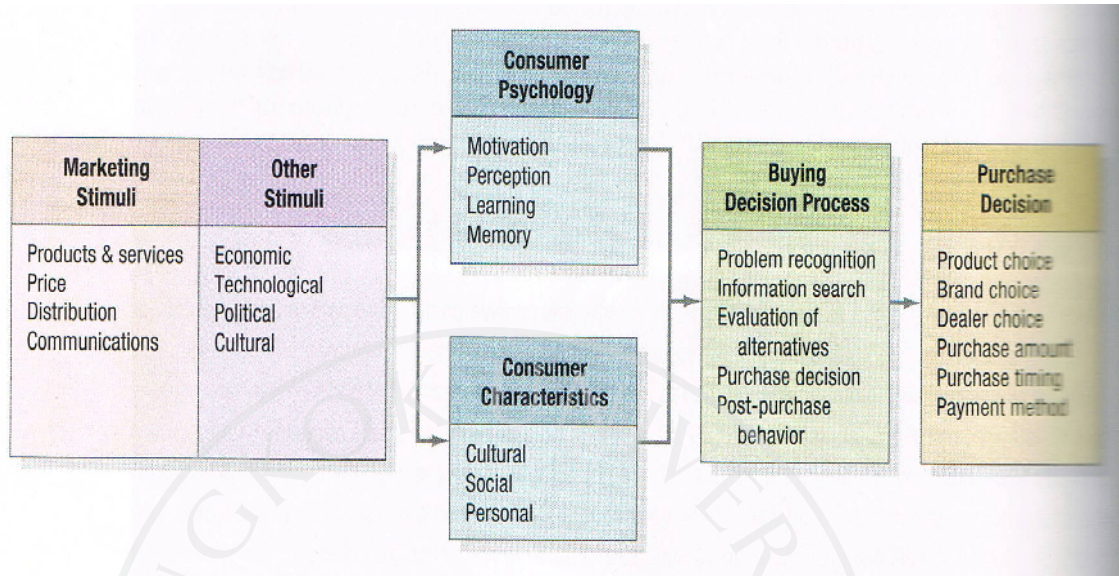 Consumer
Psychology
Motivation
Perception
Learning
Memory
Marketing
Stimuli
Products & services
Price
Distribution
Communications
Other
Stimuli
Economic
Technological
Political
Cultural
Consumer
Characteristics
Cultural
Social
Personal
Buying
Decision Process
Problem recognition
Information search
Evaluation of
alternatives
Purchase decision
Post-purchase
behavior
Purchase
Decision
Product choice
Brand choice
Dealer choice
Purchase amount
Purchase timing
Payment method